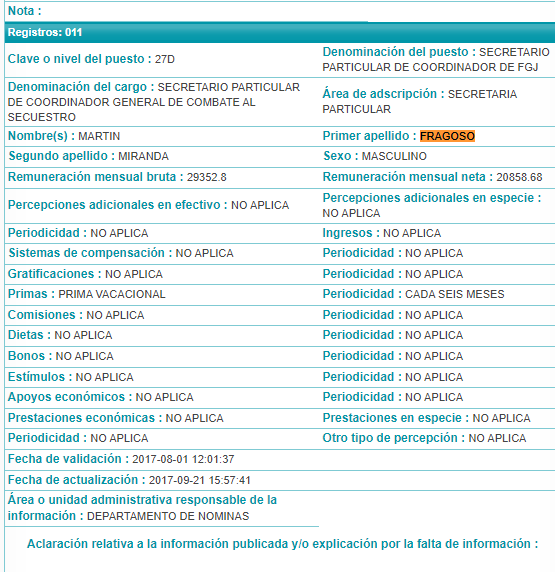 Nota :
Registros: 011
Clave o nivel del puesto : 27D
Denominación del puesto : SECRETARIO
PARTICULAR DE COORDINADOR DE FGJ
Denominación del cargo : SECRETARIO PARTICULAR
DE COORDINADOR GENERAL DE COMBATE AL
SECUESTRO
Área de adscripción : SECRETARIA
PARTICULAR
Nombre(s) : MARTIN
Primer apellido : FRAGOSO
Segundo apellido : MIRANDA
Sexo : MASCULINO
Remuneración mensual bruta : 29352.8
Remuneración mensual neta : 20858.68
Percepciones adicionales en efectivo : NO APLICA
Percepciones adicionales en especie :
NO APLICA
Periodicidad : NO APLICA
Ingresos : NO APLICA
Sistemas de compensación : NO APLICA
Periodicidad : NO APLICA
Gratificaciones : NO APLICA
Periodicidad : NO APLICA
Primas : PRIMA VACACIONAL
Periodicidad : CADA SEIS MESES
Comisiones : NO APLICA
Periodicidad : NO APLICA
Dietas : NO APLICA
Periodicidad : NO APLICA
Bonos : NO APLICA
Periodicidad : NO APLICA
Estímulos : NO APLICA
Periodicidad : NO APLICA
Apoyos económicos : NO APLICA
Periodicidad : NO APLICA
Prestaciones económicas : NO APLICA
Prestaciones en especie : NO APLICA
Periodicidad : NO APLICA
Otro tipo de percepción : NO APLICA
Fecha de validación : 2017-08-01 12:01:37
Fecha de actualización : 2017-09-21 15:57:41
Área o unidad administrativa responsable de la
información : DEPARTAMENTO DE NOMINAS
Aclaración relativa a la información publicada y/o explicación por la falta de información :